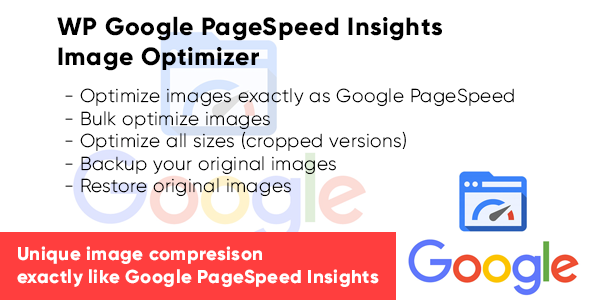 WP Google PageSpeed Insights
Image Optimizer
- Optimize images exactly as Google PageSpeed
- Bulk optimize images
- Optimize all sizes (cropped versions)
- Backup your original images
- Restore original images
Google
Unique image compresison
exactly like Google PageSpeed Insights
Google